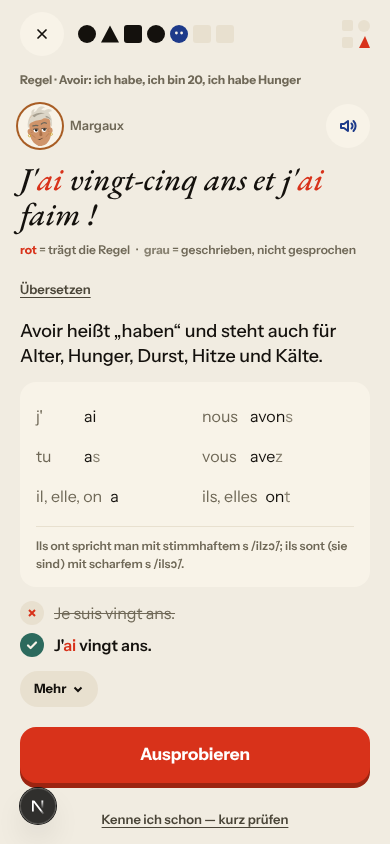 Regel · Avoir: ich habe, ich bin 20, ich habe Hunger
Margaux
J'ai vingt-cinq ans et j'ai
faim !
rot = trägt die Regel · grau = geschrieben, nicht gesprochen
Übersetzen
Avoir heißt „haben“ und steht auch für
Alter, Hunger, Durst, Hitze und Kälte.
j' ai nous avons
tu as vous avez
il, elle, on a ils, elles ont
Ils ont spricht man mit stimmhaftem s /ilzɔ̃/; ils sont (sie
sind) mit scharfem s /ilsɔ̃/.
Je suis vingt ans.
J'ai vingt ans.
Mehr
Ausprobieren
N
Kenne ich schon — kurz prüfen